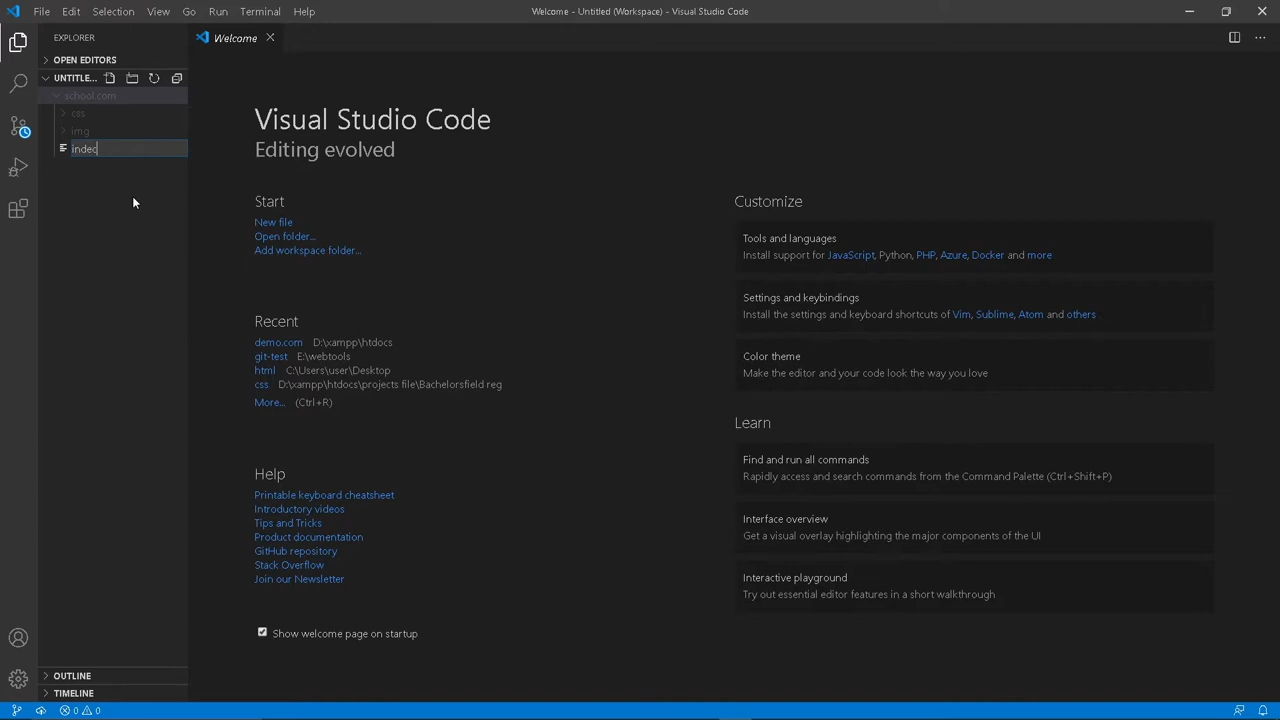 File Edit Selection View Go Run Terminal Help
Welcome - Untitled (Workspace) - Visual Studio Code
EXPLORER
OPEN EDITORS
UNTITLE...
school.com
css
img
indec
OUTLINE
TIMELINE
Welcome
Visual Studio Code
Editing evolved
Start
New file
Open folder...
Add workspace folder...
Recent
demo.com D:\xampp\htdocs
git-test E:\webtools
html C:\Users\user\Desktop
css D:\xampp\htdocs\projects file\Bachelorsfield reg
More... (Ctrl+R)
Help
Printable keyboard cheatsheet
Introductory videos
Tips and Tricks
Product documentation
GitHub repository
Stack Overflow
Join our Newsletter
Show welcome page on startup
Customize
Tools and languages
Install support for JavaScript, Python, PHP, Azure, Docker and more
Settings and keybindings
Install the settings and keyboard shortcuts of Vim, Sublime, Atom and others
Color theme
Make the editor and your code look the way you love
Learn
Find and run all commands
Rapidly access and search commands from the Command Palette (Ctrl+Shift+P)
Interface overview
Get a visual overlay highlighting the major components of the UI
Interactive playground
Try out essential editor features in a short walkthrough
0 0